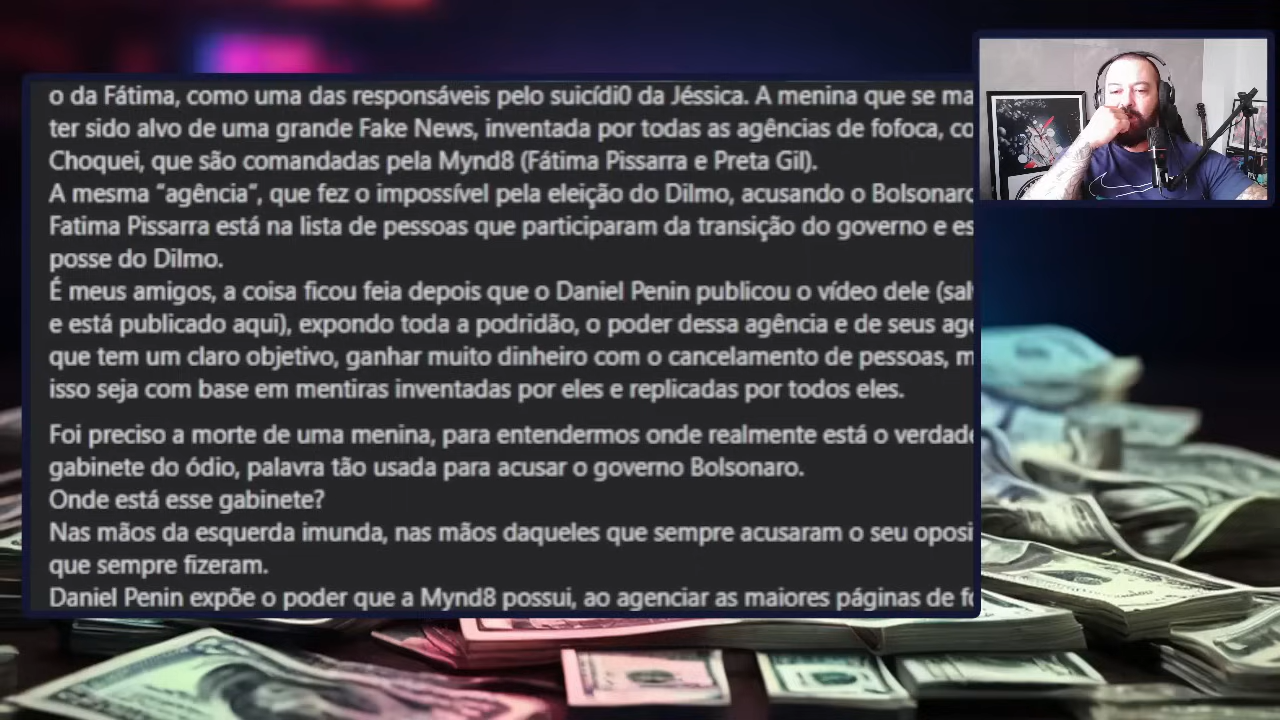 o da Fátima, como uma das responsáveis pelo suicídi0 da Jéssica. A menina que se
ter sido alvo de uma grande Fake News, inventada por todas as agências de fofoca,
Choquei, que são comandadas pela Mynd8 (Fátima Pissarra e Preta Gil).
A mesma “agência”, que fez o impossível pela eleição do Dilmo, acusando o Bolsonaro
Fatima Pissarra está na lista de pessoas que participaram da transição do governo e
posse do Dilmo.
É meus amigos, a coisa ficou feia depois que o Daniel Penin publicou o vídeo dele
e está publicado aqui), expondo toda a podridão, o poder dessa agência e de seus
que tem um claro objetivo, ganhar muito dinheiro com o cancelamento de pessoas,
isso seja com base em mentiras inventadas por eles e replicadas por todos eles.
Foi preciso a morte de uma menina, para entendermos onde realmente está o
gabinete do ódio, palavra tão usada para acusar o governo Bolsonaro.
Onde está esse gabinete?
Nas mãos da esquerda imunda, nas mãos daqueles que sempre acusaram o seu
que sempre fizeram.
Daniel Penin expõe o poder que a Mynd8 possui, ao agenciar as maiores páginas de